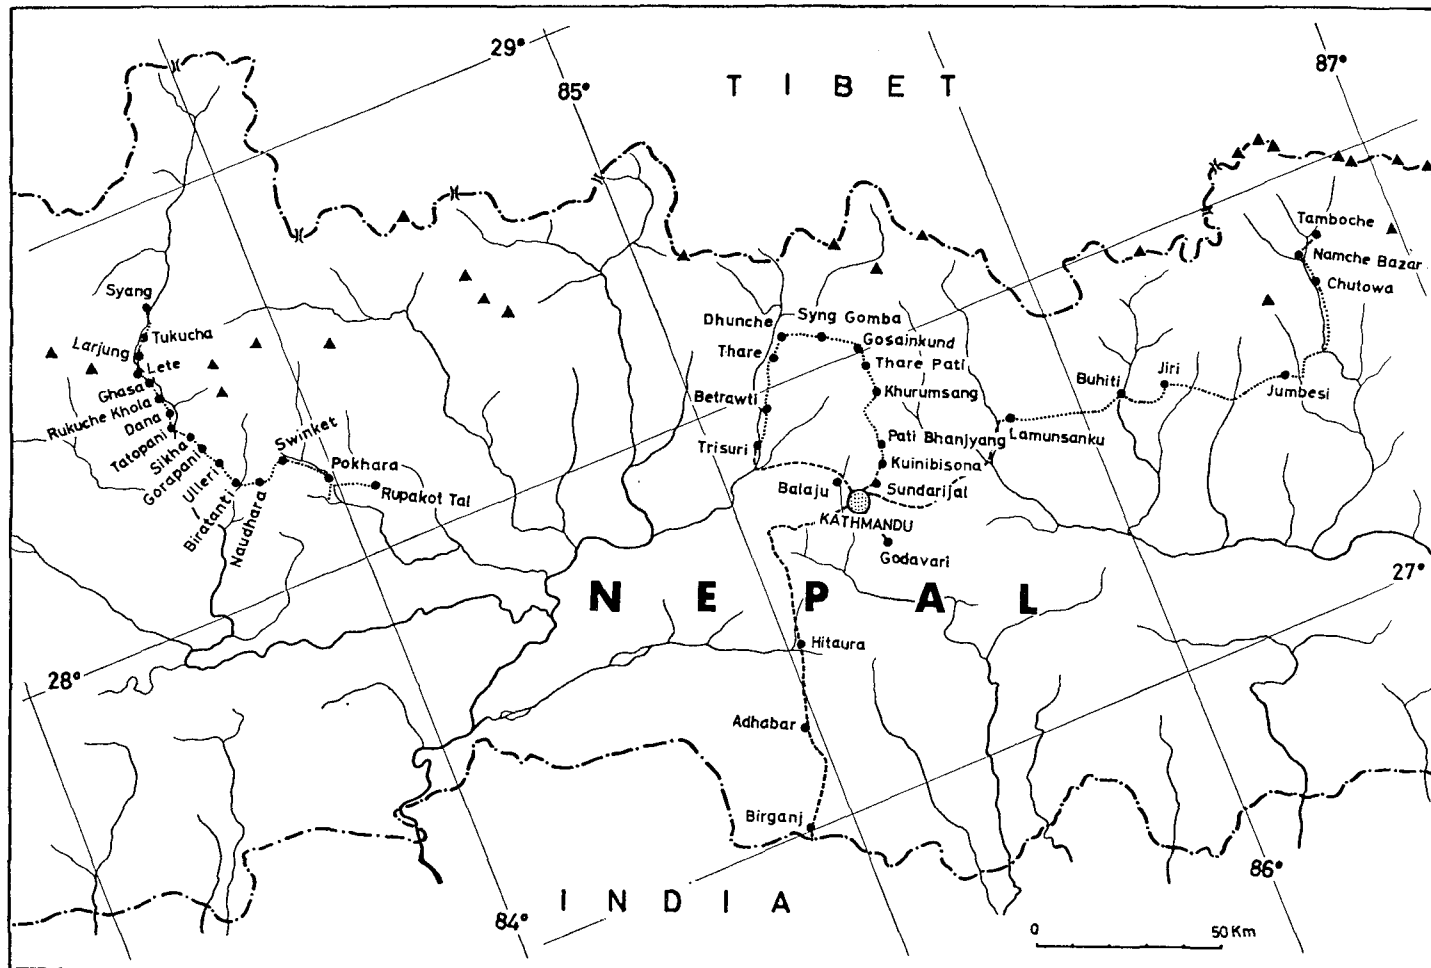 29°
85°
TIBET
87°
Tamboche
Namche Bazar
Chutowa
Syang
Tukucha
Larjung
Lete
Ghasa
Rukuche Khola
Dana
Tatopani
Sikha
Gorapani
Ulleri
Biratanti
Naudhara
Swinket
Pokhara
Rupakot Tal
Dhunche
Syng Gomba
Gosainkund
Thare
Thare Pati
Khurumsang
Betrawti
Trisuri
Pati Bhanjyang
Kuinibisona
Balaju
Sundarijal
KATHMANDU
Godavari
Buhiti
Jiri
Jumbesi
Lamunsanku
27°
NEPAL
Hitaura
28°
Adhabar
Birganj
86°
INDIA
84°
0 50 Km